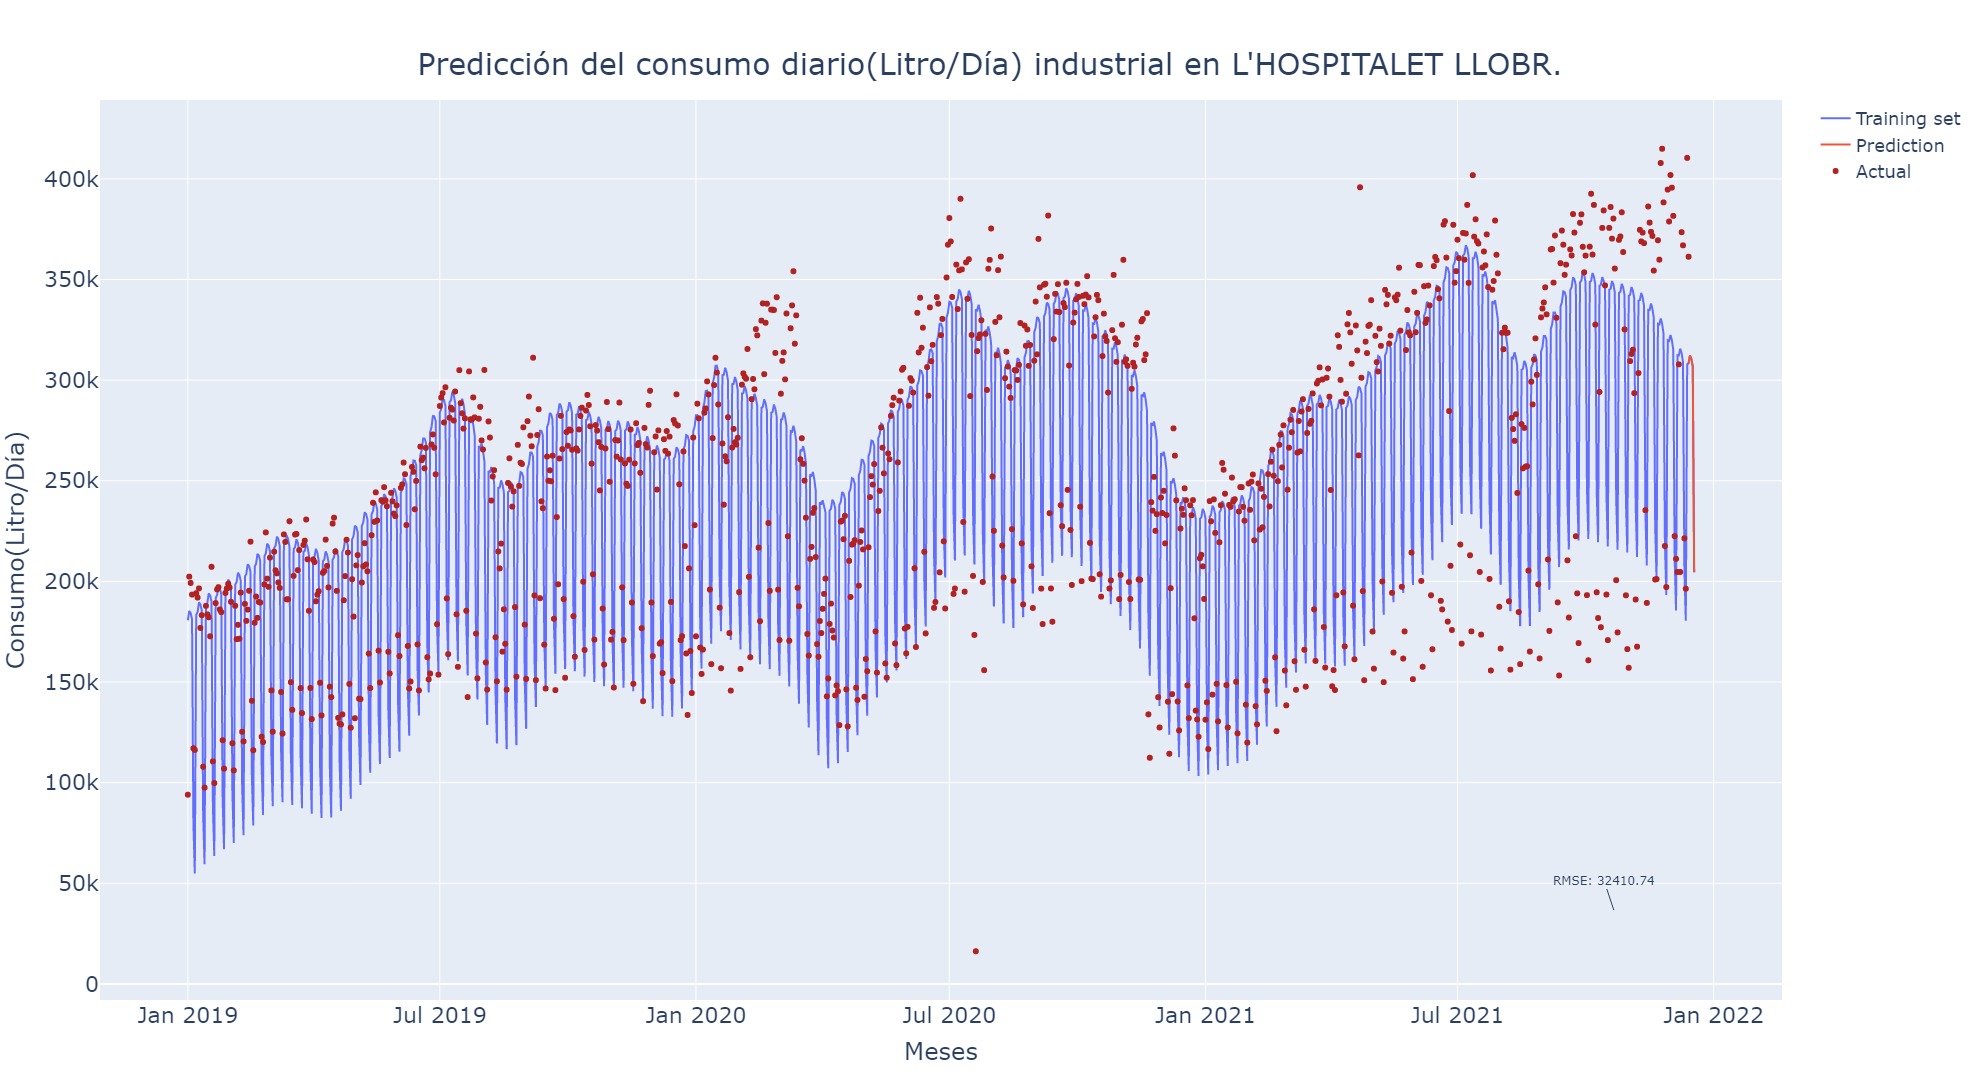 Predicción del consumo diario(Litro/Día) industrial en L'HOSPITALET LLOBR.
Training set
Prediction
Actual
Consumo(Litro/Día)
400k
350k
300k
250k
200k
150k
100k
50k
0
RMSE: 32410.74
Jan 2019
Jul 2019
Jan 2020
Jul 2020
Jan 2021
Jul 2021
Jan 2022
Meses